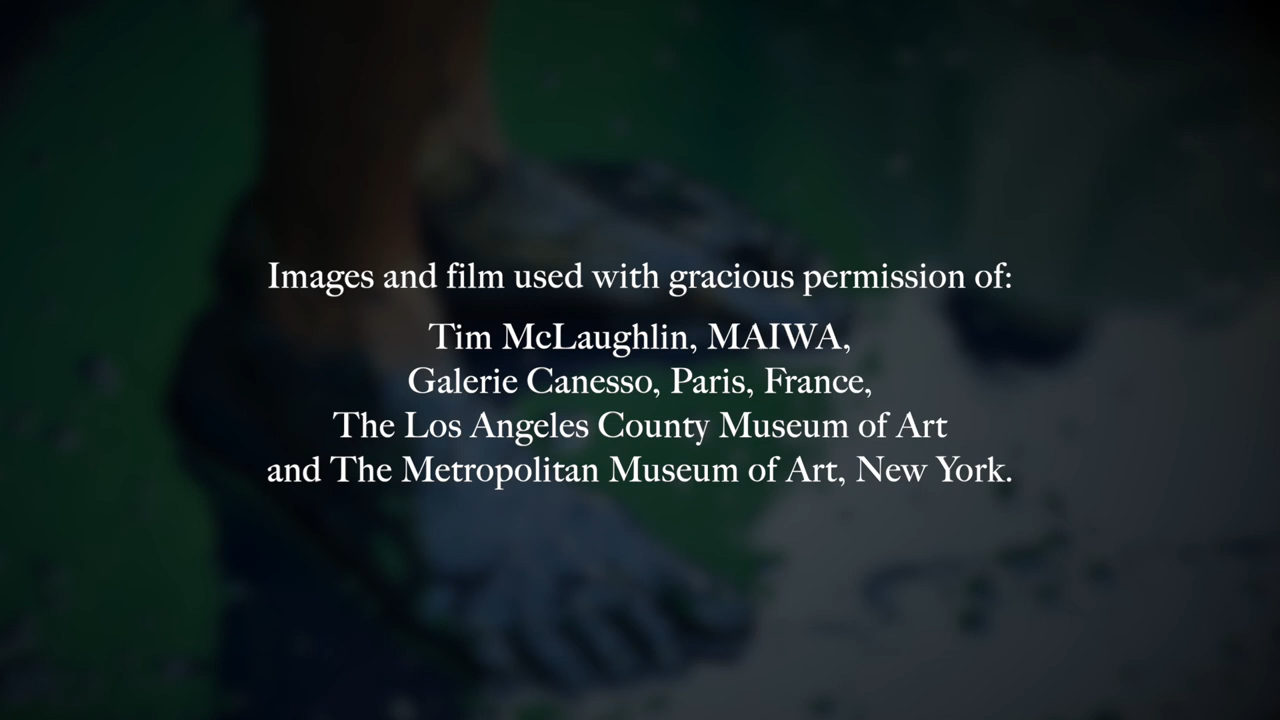 Images and film used with gracious permission of:
Tim McLaughlin, MAIWA,
Galerie Canesso, Paris, France,
The Los Angeles County Museum of Art
and The Metropolitan Museum of Art, New York.